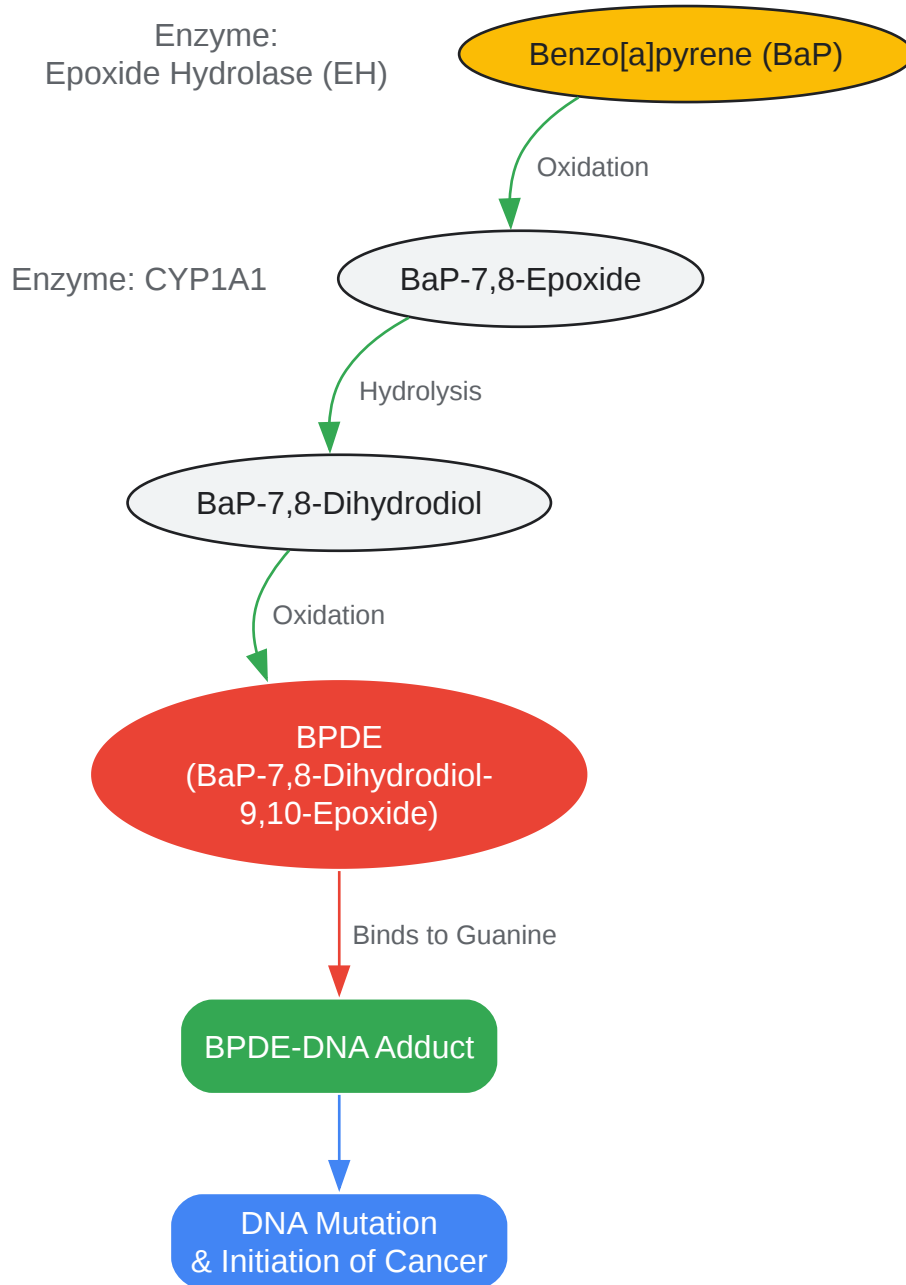 Enzyme:
Epoxide Hydrolase (EH)
Benzo[a]pyrene (BaP)
Oxidation
Enzyme: CYP1A1
BaP-7,8-Epoxide
Hydrolysis
BaP-7,8-Dihydrodiol
Oxidation
BPDE
(BaP-7,8-Dihydrodiol-
9,10-Epoxide)
Binds to Guanine
BPDE-DNA Adduct
DNA Mutation
& Initiation of Cancer